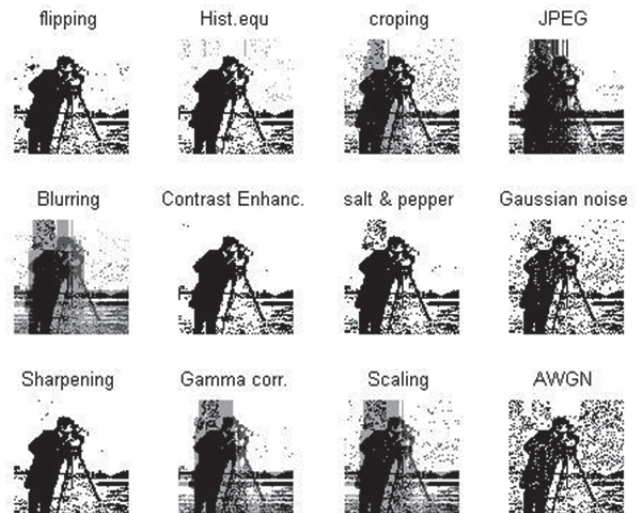 flipping Hist.equ croping JPEG
Blurring Contrast Enhanc. salt & pepper Gaussian noise
Sharpening Gamma corr. Scaling AWGN